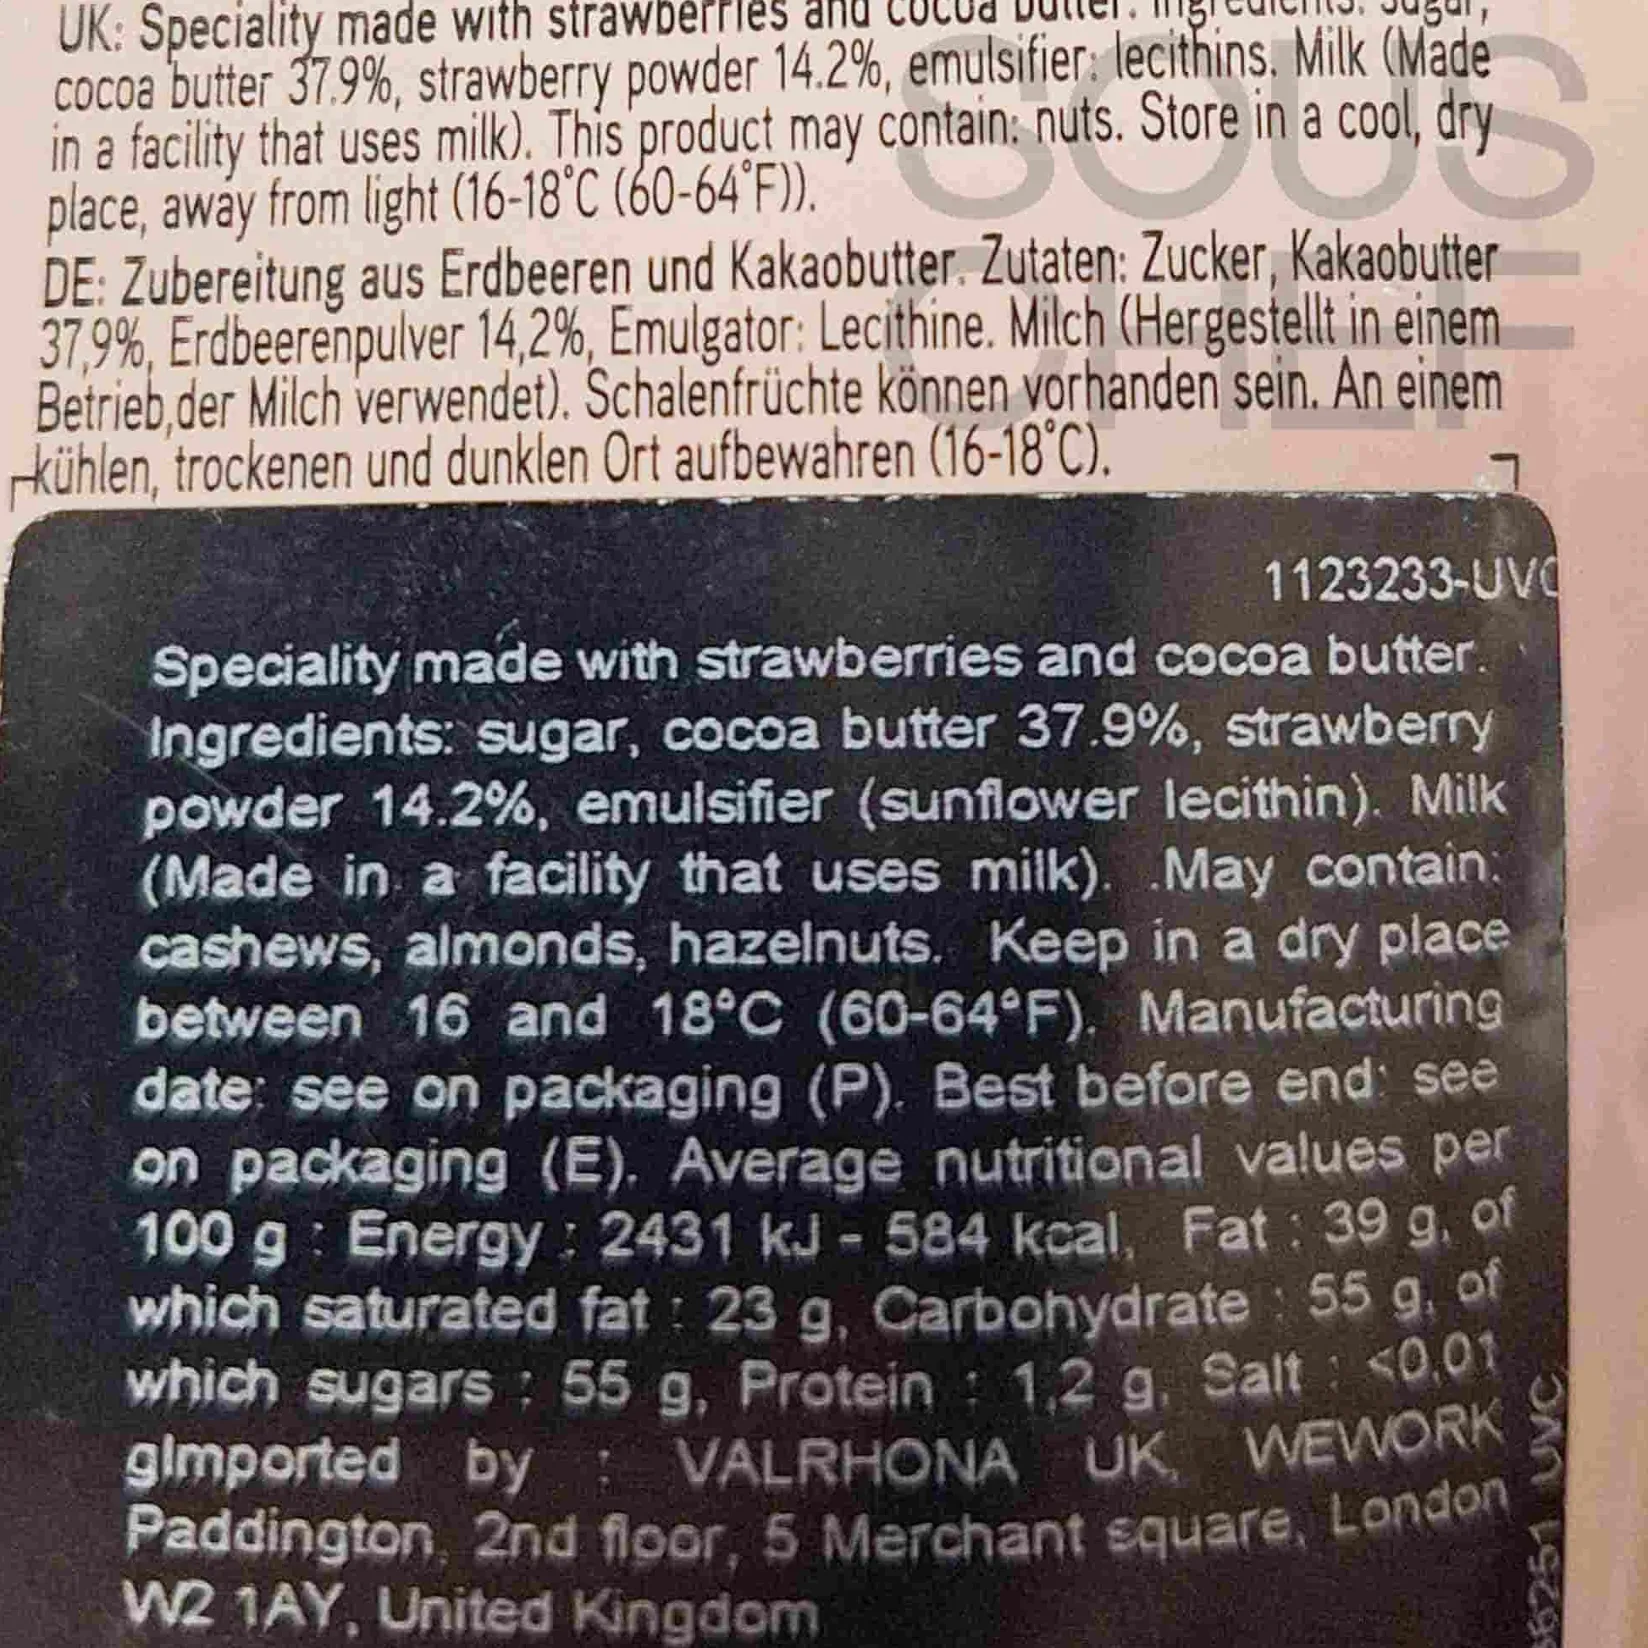 UK: Speciality made with strawberries and cocoa butter. Ingredients: sugar,
cocoa butter 37.9%, strawberry powder 14.2%, emulsifier: lecithins. Milk (Made
in a facility that uses milk). This product may contain: nuts. Store in a cool, dry
place, away from light (16-18°C (60-64°F)).
DE: Zubereitung aus Erdbeeren und Kakaobutter. Zutaten: Zucker, Kakaobutter
37,9%, Erdbeerenpulver 14,2%, Emulgator: Lecithine. Milch (Hergestellt in einem
Betrieb,der Milch verwendet). Schalenfrüchte können vorhanden sein. An einem
kühlen, trockenen und dunklen Ort aufbewahren (16-18°C).
SOUS
CHEF
1123233-UVC
Speciality made with strawberries and cocoa butter.
Ingredients: sugar, cocoa butter 37.9%, strawberry
powder 14.2%, emulsifier (sunflower lecithin). Milk
(Made in a facility that uses milk). .May contain:
cashews, almonds, hazelnuts. Keep in a dry place
between 16 and 18°C (60-64°F). Manufacturing
date: see on packaging (P). Best before end: see
on packaging (E). Average nutritional values per
100 g : Energy : 2431 kJ - 584 kcal, Fat : 39 g, of
which saturated fat : 23 g, Carbohydrate : 55 g, of
which sugars : 55 g, Protein : 1,2 g, Salt : <0,01
gImported by : VALRHONA UK, WEWORK
Paddington, 2nd floor, 5 Merchant square, London
W2 1AY, United Kingdom
UVC